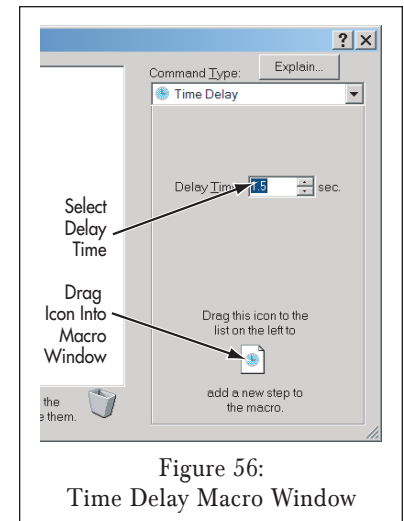 Command Type:
Explain...
Time Delay
Delay Time
1.5
sec.
Select
Delay
Time
Drag
Icon Into
Macro
Window
Drag this icon to the
list on the left to
add a new step to
the macro.
the
e them.
Figure 56:
Time Delay Macro Window